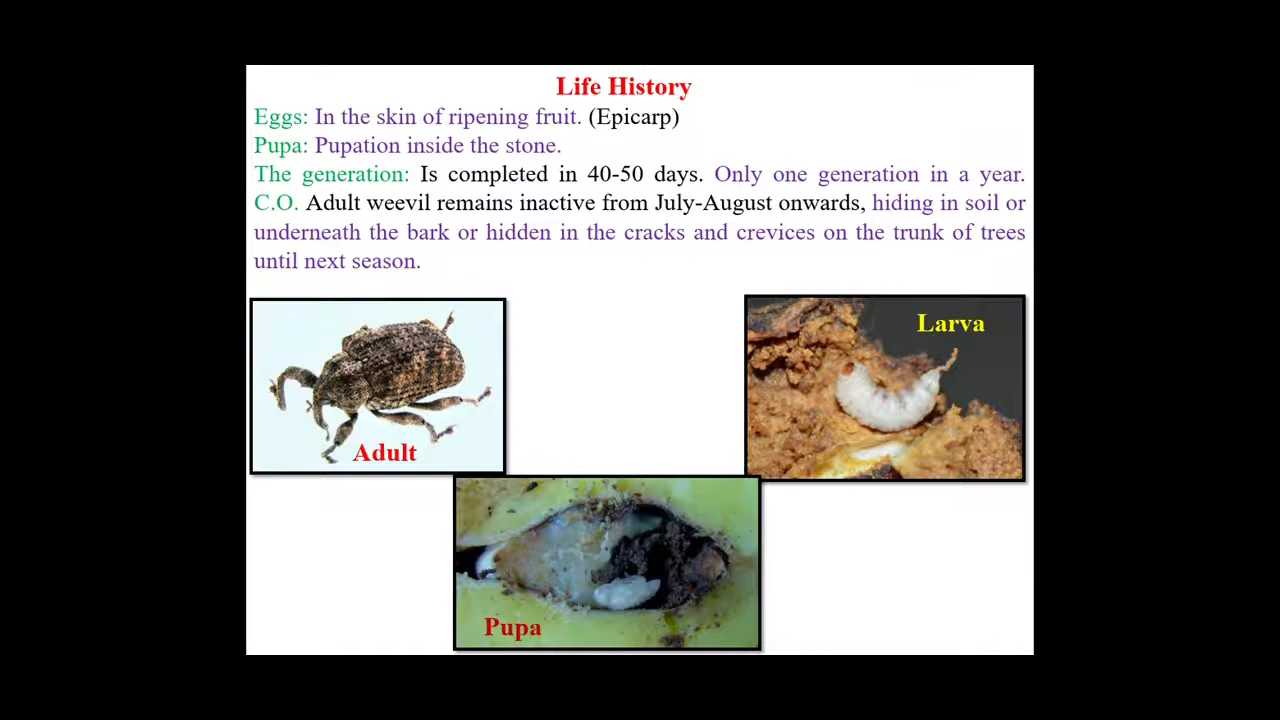 Life History
Eggs: In the skin of ripening fruit. (Epicarp)
Pupa: Pupation inside the stone.
The generation: Is completed in 40-50 days. Only one generation in a year.
C.O. Adult weevil remains inactive from July-August onwards, hiding in soil or
underneath the bark or hidden in the cracks and crevices on the trunk of trees
until next season.
Larva
Adult
Pupa